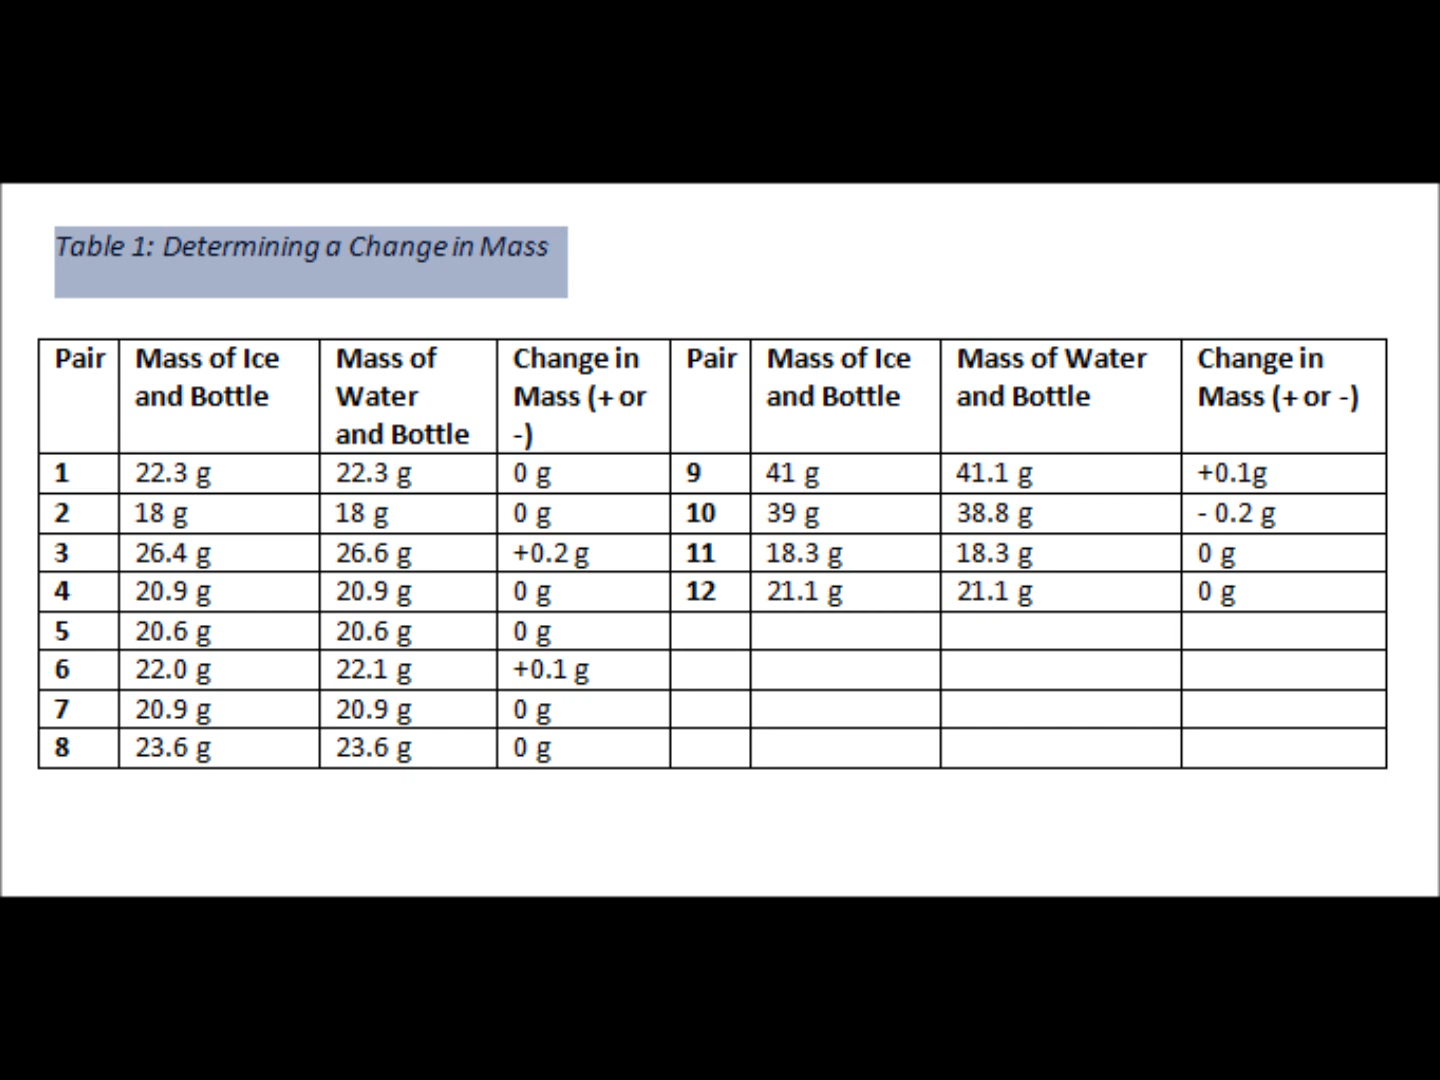 Table 1: Determining a Change in Mass
Pair Mass of Ice and Bottle Mass of Water and Bottle Change in Mass (+ or -) Pair Mass of Ice and Bottle Mass of Water and Bottle Change in Mass (+ or -)
1 22.3 g 22.3 g 0 g 9 41 g 41.1 g +0.1g
2 18 g 18 g 0 g 10 39 g 38.8 g - 0.2 g
3 26.4 g 26.6 g +0.2 g 11 18.3 g 18.3 g 0 g
4 20.9 g 20.9 g 0 g 12 21.1 g 21.1 g 0 g
5 20.6 g 20.6 g 0 g
6 22.0 g 22.1 g +0.1 g
7 20.9 g 20.9 g 0 g
8 23.6 g 23.6 g 0 g